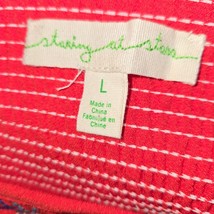 staring at stars
L
Made in
China
Fabriqué en
Chine